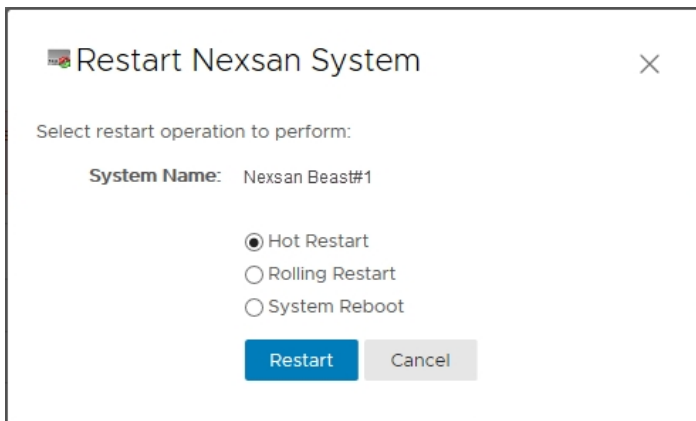 Restart Nexsan System
Select restart operation to perform:
System Name: Nexsan Beast#1
Hot Restart
Rolling Restart
System Reboot
Restart Cancel